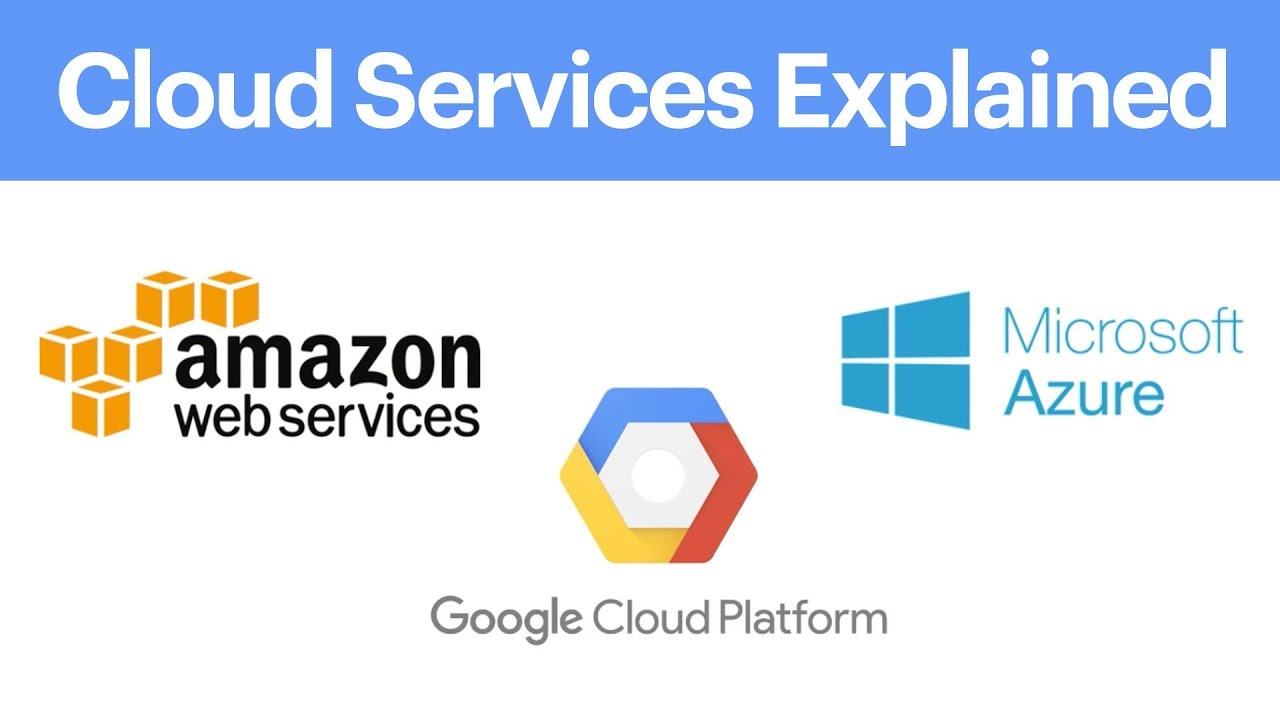 Cloud Services Explained
amazon
web services
Microsoft
Azure
Google Cloud Platform